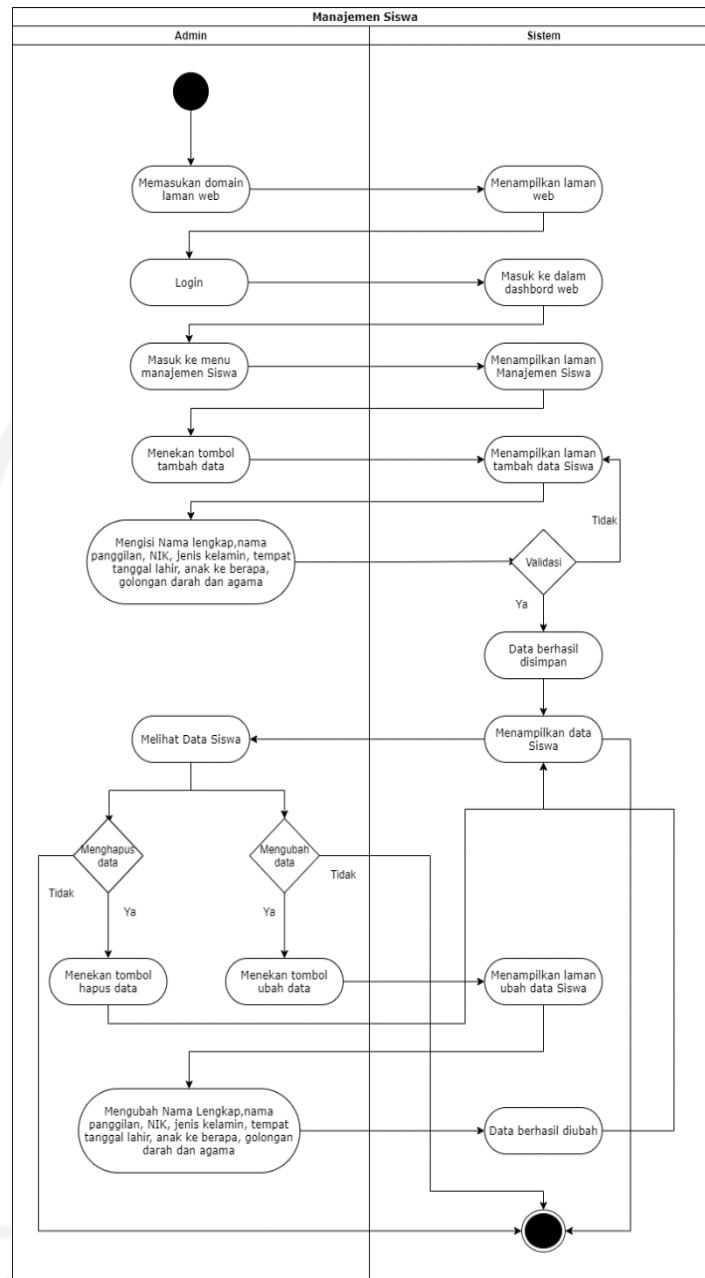 Manajemen Siswa
Admin
Sistem
Memasukan domain
laman web
Menampilkan laman
web
Login
Masuk ke dalam
dashbord web
Masuk ke menu
manajemen Siswa
Menampilkan laman
Manajemen Siswa
Menekan tombol
tambah data
Menampilkan laman
tambah data Siswa
Tidak
Mengisi Nama lengkap,nama
panggilan, NIK, jenis kelamin, tempat
tanggal lahir, anak ke berapa,
golongan darah dan agama
Validasi
Ya
Data berhasil
disimpan
Melihat Data Siswa
Menampilkan data
Siswa
Menghapus
data
Mengubah
data
Tidak
Tidak
Ya
Ya
Menekan tombol
hapus data
Menekan tombol
ubah data
Menampilkan laman
ubah data Siswa
Mengubah Nama Lengkap,nama
panggilan, NIK, jenis kelamin, tempat
tanggal lahir, anak ke berapa, golongan
darah dan agama
Data berhasil diubah